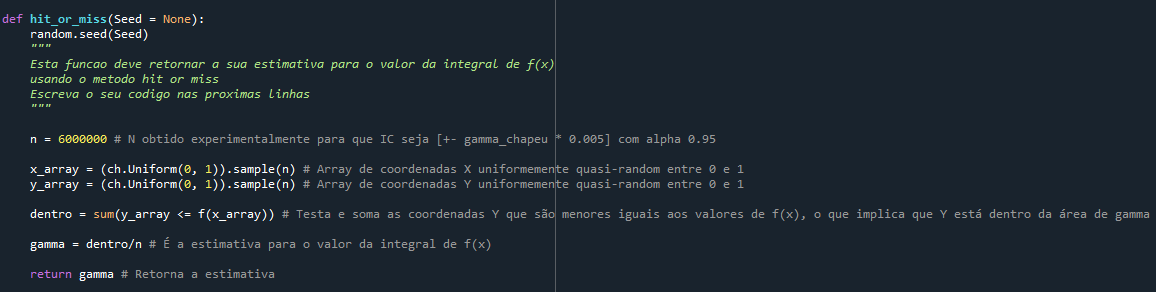 def hit_or_miss(Seed = None):
    random.seed(Seed)
    """
    Esta funcao deve retornar a sua estimativa para o valor da integral de f(x)
    usando o metodo hit or miss
    Escreva o seu codigo nas proximas linhas
    """
    n = 6000000 # N obtido experimentalmente para que IC seja [+- gamma_chapeu * 0.005] com alpha 0.95
    x_array = (ch.Uniform(0, 1)).sample(n) # Array de coordenadas X uniformemente quasi-random entre 0 e 1
    y_array = (ch.Uniform(0, 1)).sample(n) # Array de coordenadas Y uniformemente quasi-random entre 0 e 1
    dentro = sum(y_array <= f(x_array)) # Testa e soma as coordenadas Y que são menores iguais aos valores de f(x), o que implica que Y está dentro da área de gamma
    gamma = dentro/n # É a estimativa para o valor da integral de f(x)
    return gamma # Retorna a estimativa